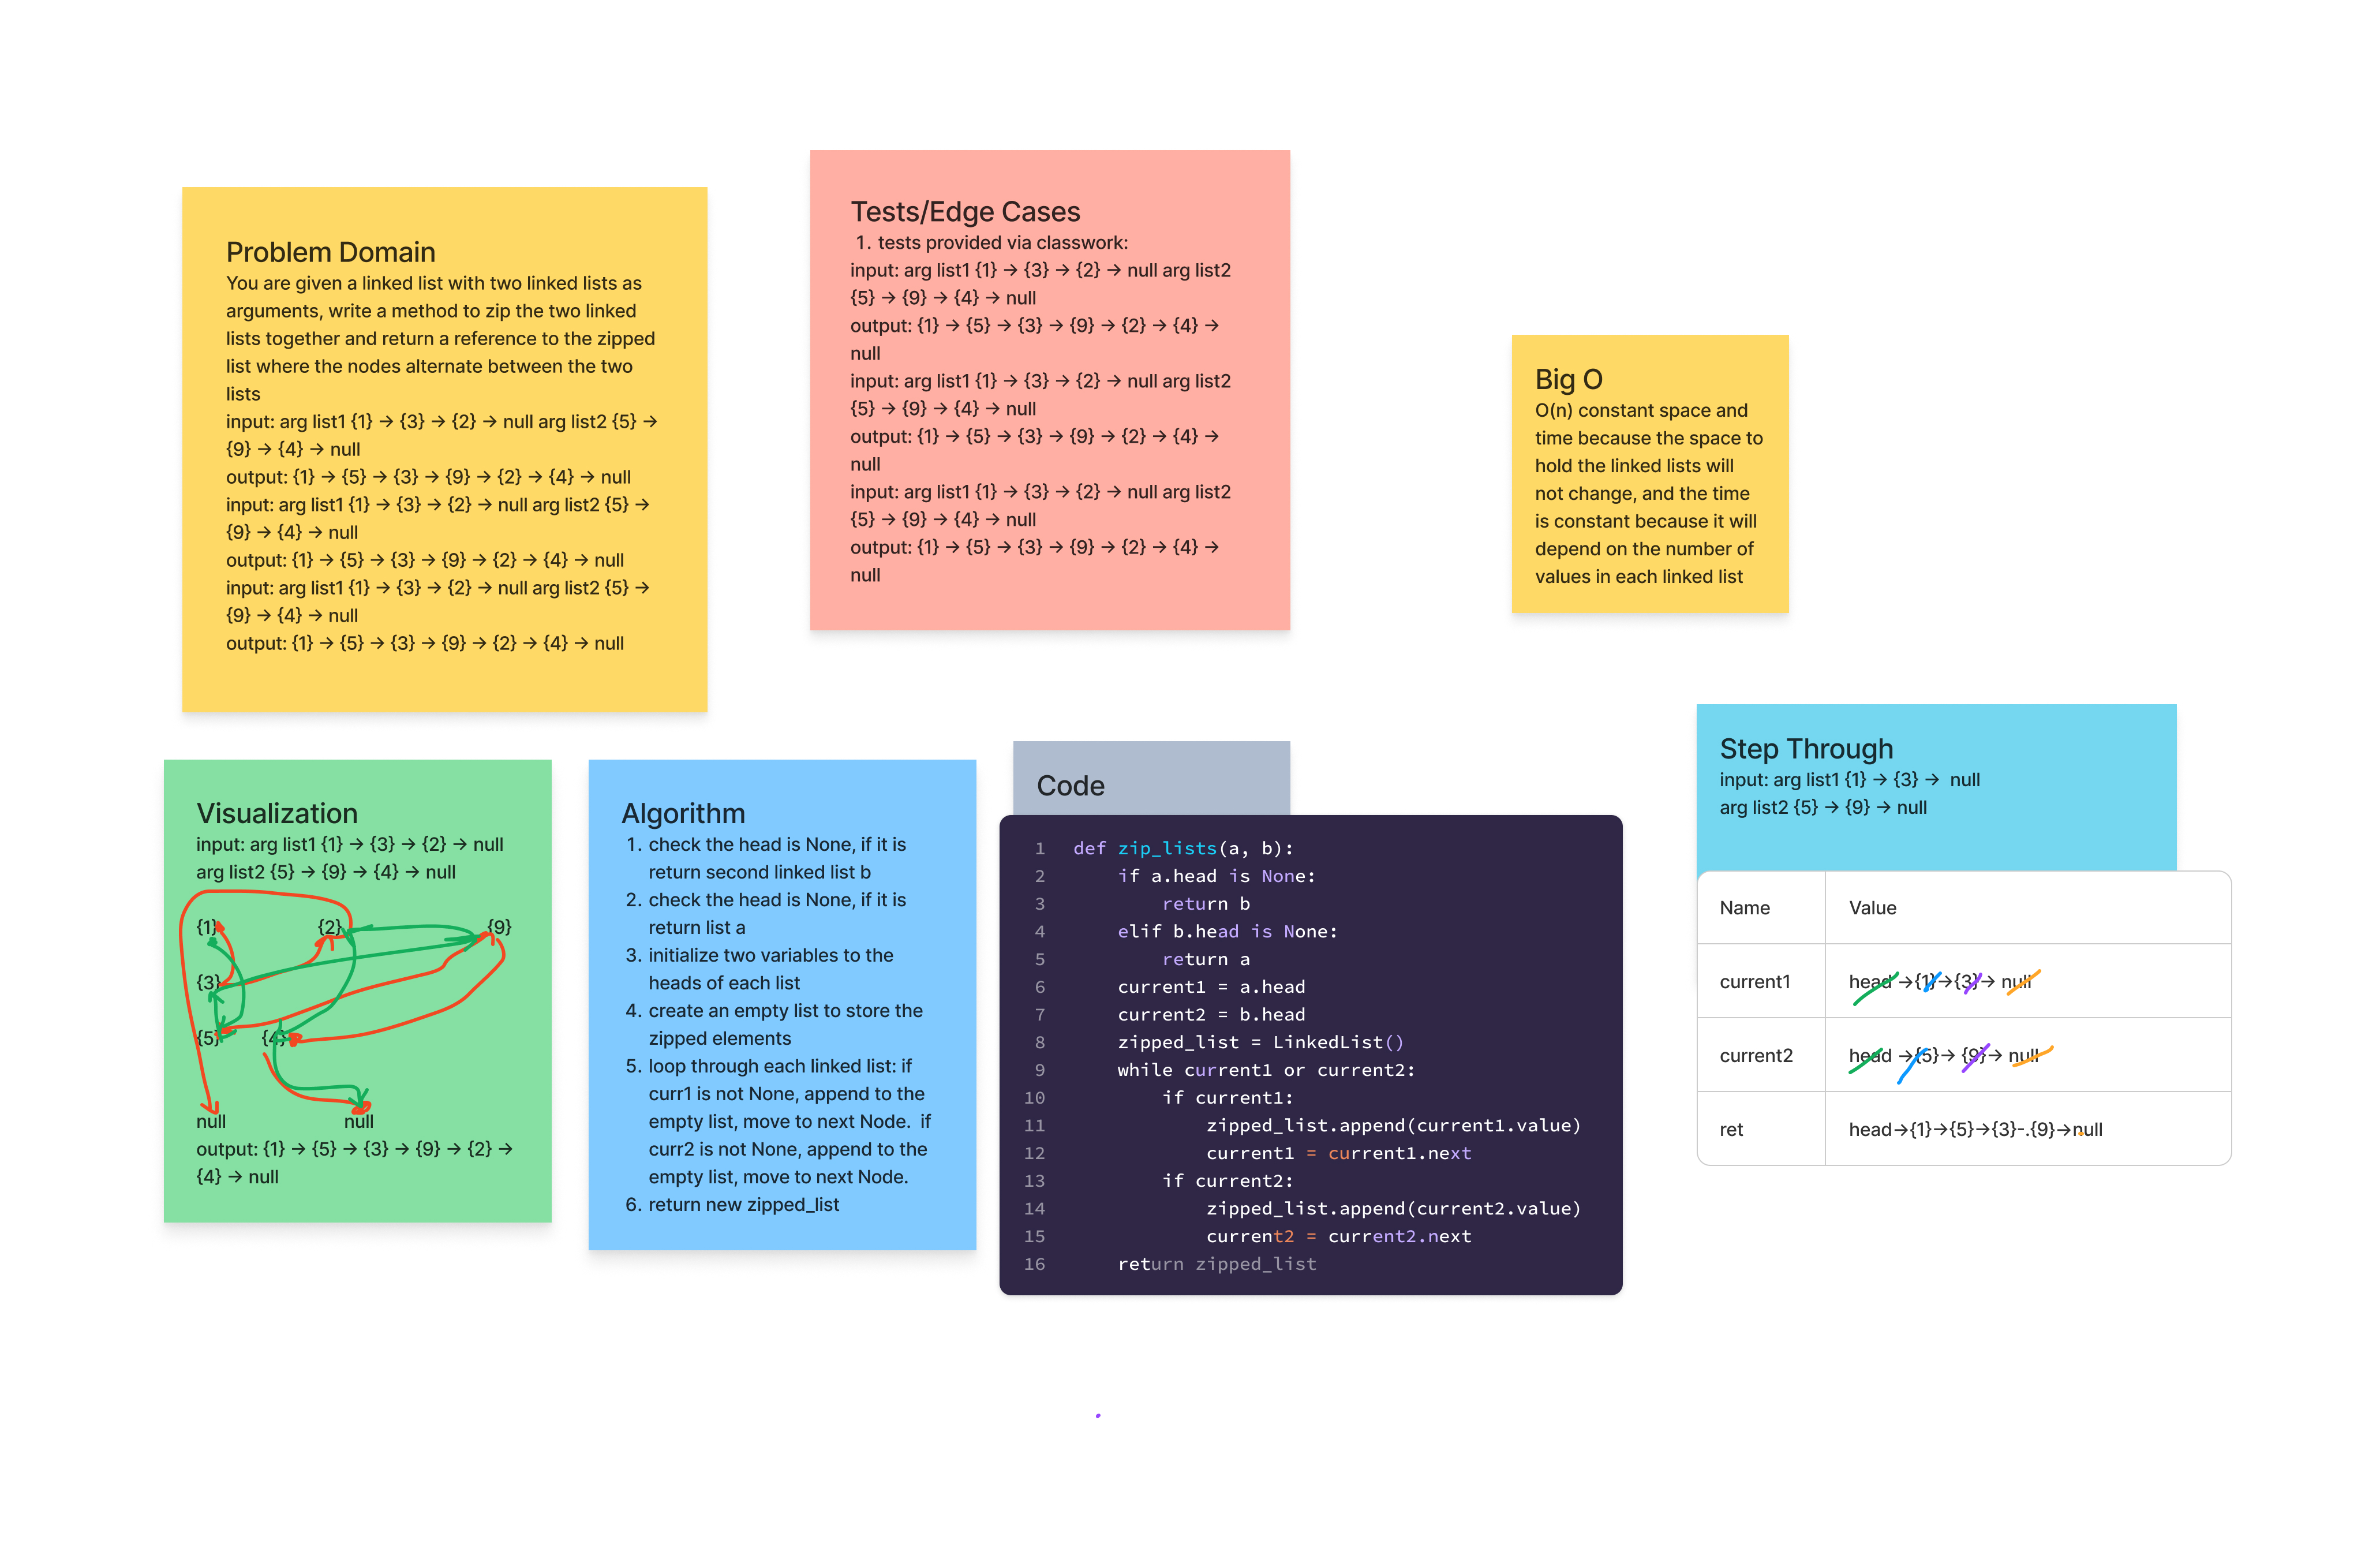 Problem Domain
You are given a linked list with two linked lists as
arguments, write a method to zip the two linked
lists together and return a reference to the zipped
list where the nodes alternate between the two
lists
input: arg list1 {1} → {3} → {2} → null arg list2 {5} →
{9} → {4} → null
output: {1} → {5} → {3} → {9} → {2} → {4} → null
input: arg list1 {1} → {3} → {2} → null arg list2 {5} →
{9} → {4} → null
output: {1} → {5} → {3} → {9} → {2} → {4} → null
input: arg list1 {1} → {3} → {2} → null arg list2 {5} →
{9} → {4} → null
output: {1} → {5} → {3} → {9} → {2} → {4} → null
Tests/Edge Cases
1. tests provided via classwork:
input: arg list1 {1} → {3} → {2} → null arg list2
{5} → {9} → {4} → null
output: {1} → {5} → {3} → {9} → {2} → {4} →
null
input: arg list1 {1} → {3} → {2} → null arg list2
{5} → {9} → {4} → null
output: {1} → {5} → {3} → {9} → {2} → {4} →
null
input: arg list1 {1} → {3} → {2} → null arg list2
{5} → {9} → {4} → null
output: {1} → {5} → {3} → {9} → {2} → {4} →
null
Big O
O(n) constant space and
time because the space to
hold the linked lists will
not change, and the time
is constant because it will
depend on the number of
values in each linked list
Visualization
input: arg list1 {1} → {3} → {2} → null
arg list2 {5} → {9} → {4} → null
{1} {2} {9}
{3}
{5} {4}
null null
output: {1} → {5} → {3} → {9} → {2} →
{4} → null
Algorithm
1. check the head is None, if it is
return second linked list b
2. check the head is None, if it is
return list a
3. initialize two variables to the
heads of each list
4. create an empty list to store the
zipped elements
5. loop through each linked list: if
curr1 is not None, append to the
empty list, move to next Node. if
curr2 is not None, append to the
empty list, move to next Node.
6. return new zipped_list
Code
1 def zip_lists(a, b):
2 if a.head is None:
3 return b
4 elif b.head is None:
5 return a
6 current1 = a.head
7 current2 = b.head
8 zipped_list = LinkedList()
9 while current1 or current2:
10 if current1:
11 zipped_list.append(current1.value)
12 current1 = current1.next
13 if current2:
14 zipped_list.append(current2.value)
15 current2 = current2.next
16 return zipped_list
Step Through
input: arg list1 {1} → {3} → null
arg list2 {5} → {9} → null
Name Value
current1 head →{1}→{3}→ null
current2 head →{5}→ {9}→ null
ret head→{1}→{5}→{3}-.{9}→null